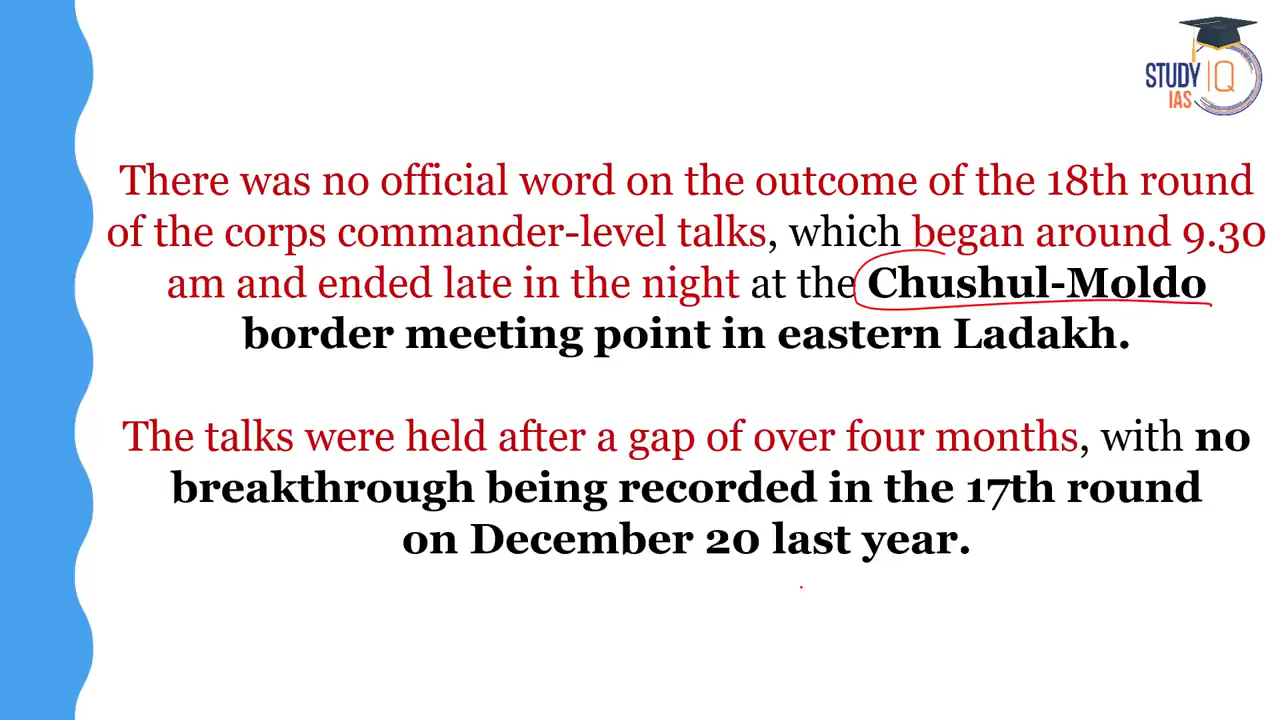 STUDY IQ
IAS
There was no official word on the outcome of the 18th round
of the corps commander-level talks, which began around 9.30
am and ended late in the night at the Chushul-Moldo
border meeting point in eastern Ladakh.
The talks were held after a gap of over four months, with no
breakthrough being recorded in the 17th round
on December 20 last year.